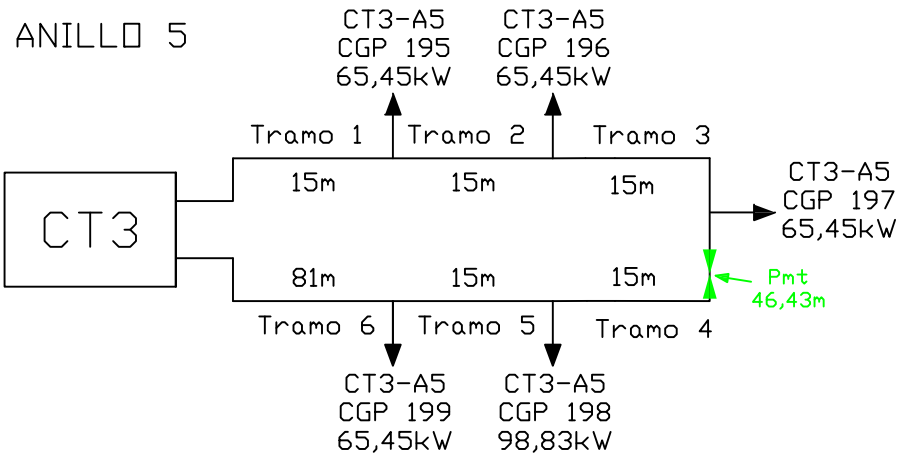 ANILLO 5
CT3-A5
CGP 195
65,45kW
CT3-A5
CGP 196
65,45kW
Tramo 1
Tramo 2
Tramo 3
15m
15m
15m
CT3
CT3-A5
CGP 197
65,45kW
81m
15m
15m
Pmt
46,43m
Tramo 6
Tramo 5
Tramo 4
CT3-A5
CGP 199
65,45kW
CT3-A5
CGP 198
98,83kW